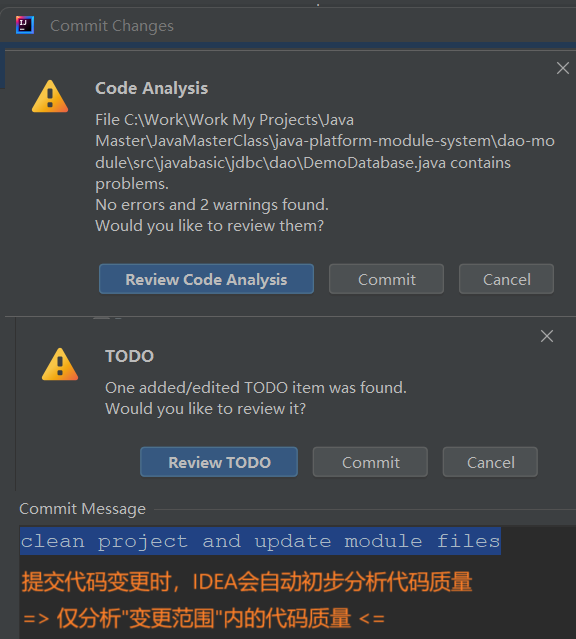 Commit Changes
Code Analysis
File C:\Work\Work My Projects\Java
Master\JavaMasterClass\java-platform-module-system\dao-mo
dule\src\javabasic\jdbc\dao\DemoDatabase.java contains
problems.
No errors and 2 warnings found.
Would you like to review them?
Review Code Analysis Commit Cancel
TODO
One added/edited TODO item was found.
Would you like to review it?
Review TODO Commit Cancel
Commit Message
clean project and update module files
提交代码变更时，IDEA会自动初步分析代码质量
=> 仅分析"变更范围"内的代码质量 <=